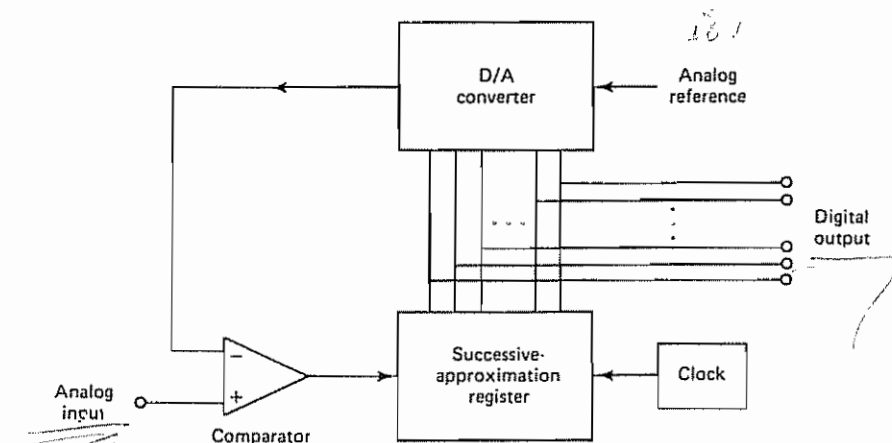 D/A
converter
Analog
reference
Digital
output
Successive-
approximation
register
Clock
Analog
input
Comparator
−
+